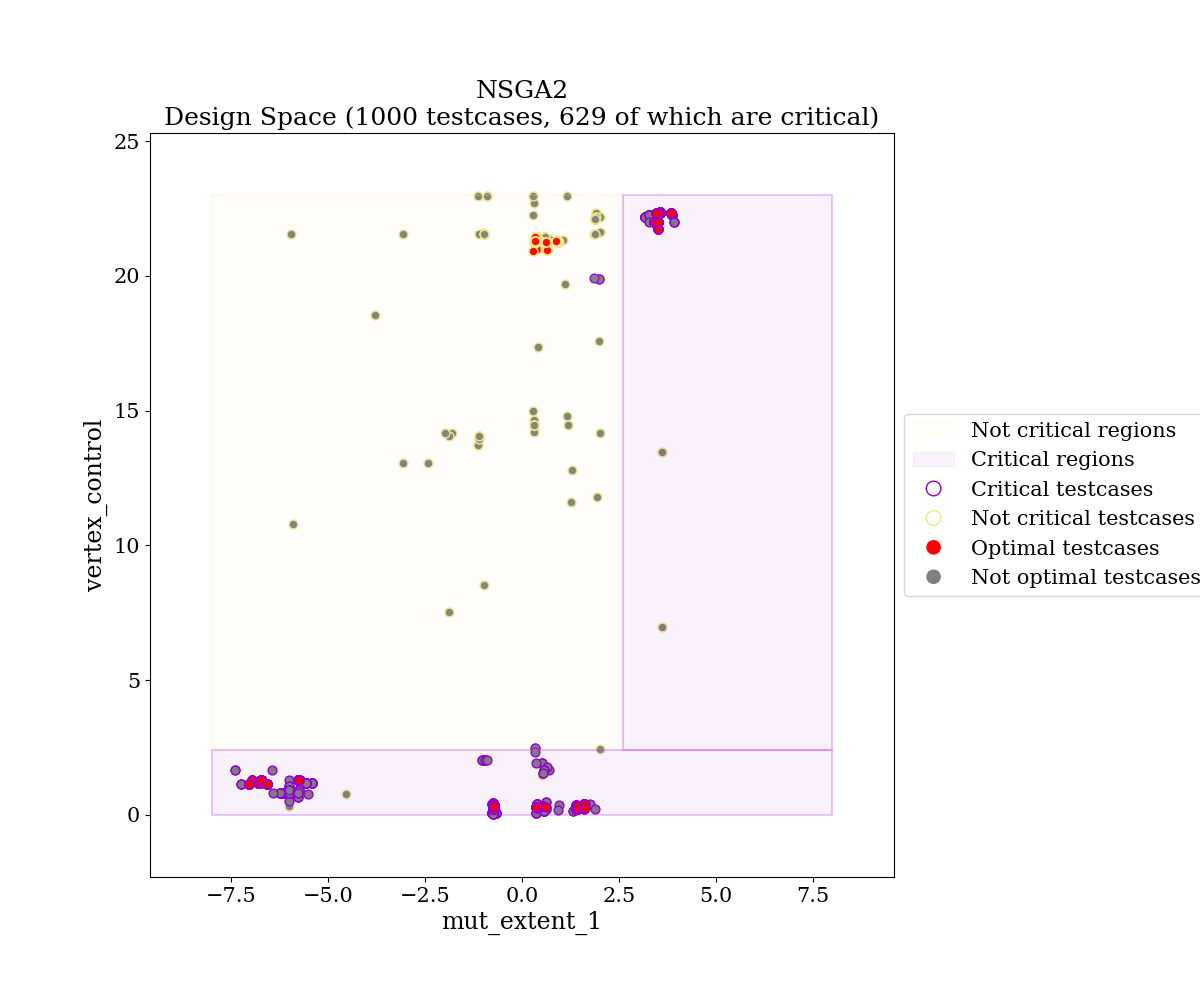 NSGA2
Design Space (1000 testcases, 629 of which are critical)
25
20
15
10
5
0
vertex_control
−7.5
−5.0
−2.5
0.0
2.5
5.0
7.5
mut_extent_1
Not critical regions
Critical regions
Critical testcases
Not critical testcases
Optimal testcases
Not optimal testcases